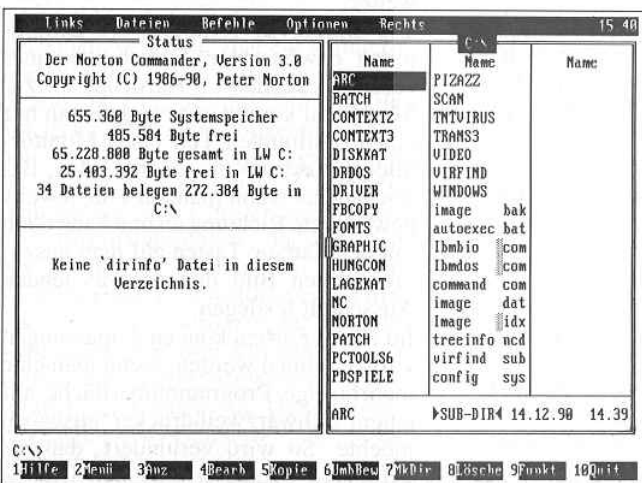 Links Dateien Befehle Optionen Rechts 15 40
Status
Der Norton Commander, Version 3.0
Copyright (C) 1986-90, Peter Norton
655.360 Byte Systemspeicher
485.584 Byte frei
65.228.800 Byte gesamt in LW C:
25.403.392 Byte frei in LW C:
34 Dateien belegen 272.384 Byte in
C:\
Keine `dirinfo' Datei in diesem
Verzeichnis.
C:\
Name Name Name
ARC PIZAZZ
BATCH SCAN
CONTEXT2 TNTVIRUS
CONTEXT3 TRANS3
DISKKAT VIDEO
DRDOS VIRFIND
DRIVER WINDOWS
FBCOPY image bak
FONTS autoexec bat
GRAPHIC Ibmbio com
HUNGCON Ibmdos com
LAGEKAT command com
NC image dat
NORTON Image idx
PATCH treeinfo ncd
PCTOOLS6 virfind sub
PDSPIELE config sys
ARC ►SUB-DIR◄ 14.12.90 14.39
C:\>
1Hilfe 2Menü 3Anz 4Bearb 5Kopie 6UmbBew 7MkDir 8Lösche 9Funkt 10Quit